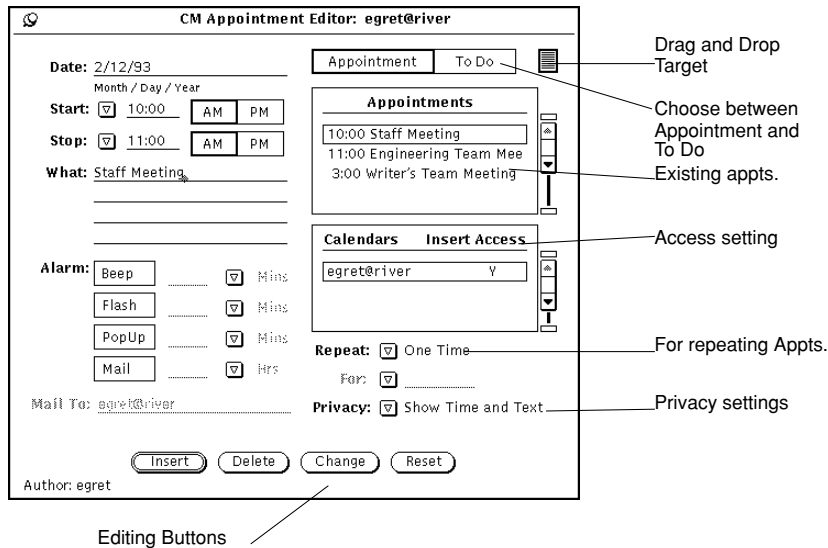 CM Appointment Editor: egret@river
Date: 2/12/93
Month / Day / Year
Start: 10:00 AM PM
Stop: 11:00 AM PM
What: Staff Meeting
Alarm: Beep Mins
Flash Mins
PopUp Mins
Mail Hrs
Mail To: egret@river
Appointment To Do
Appointments
10:00 Staff Meeting
11:00 Engineering Team Mee
3:00 Writer's Team Meeting
Calendars Insert Access
egret@river Y
Repeat: One Time
For:
Privacy: Show Time and Text
Insert Delete Change Reset
Author: egret
Drag and Drop
Target
Choose between
Appointment and
To Do
Existing appts.
Access setting
For repeating Appts.
Privacy settings
Editing Buttons